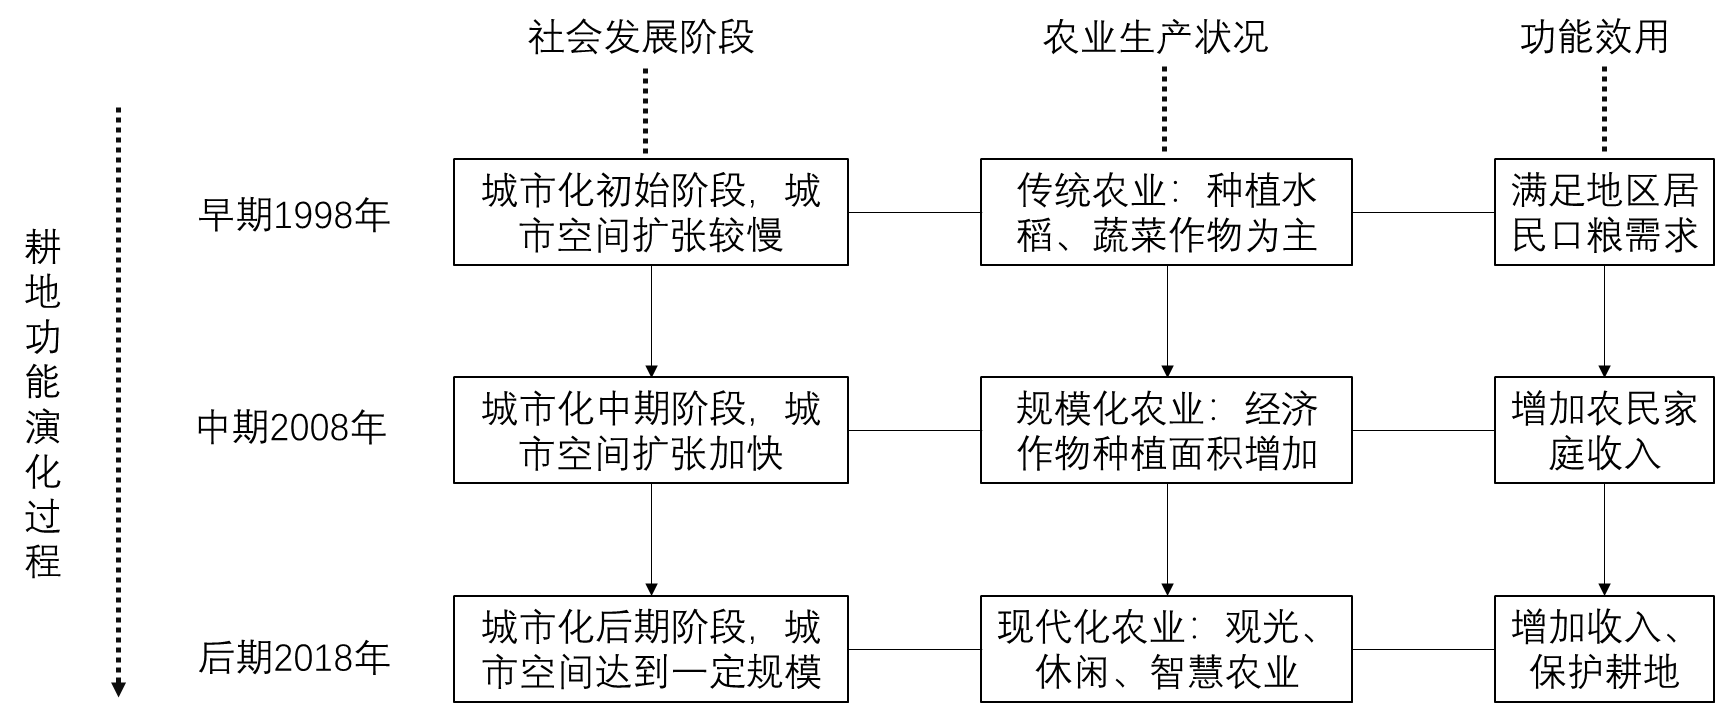 社会发展阶段
农业生产状况
功能效用
耕地功能演化过程
早期1998年
城市化初始阶段，城
市空间扩张较慢
传统农业：种植水
稻、蔬菜作物为主
满足地区居
民口粮需求
中期2008年
城市化中期阶段，城
市空间扩张加快
规模化农业：经济
作物种植面积增加
增加农民家
庭收入
后期2018年
城市化后期阶段，城
市空间达到一定规模
现代化农业：观光、
休闲、智慧农业
增加收入、
保护耕地